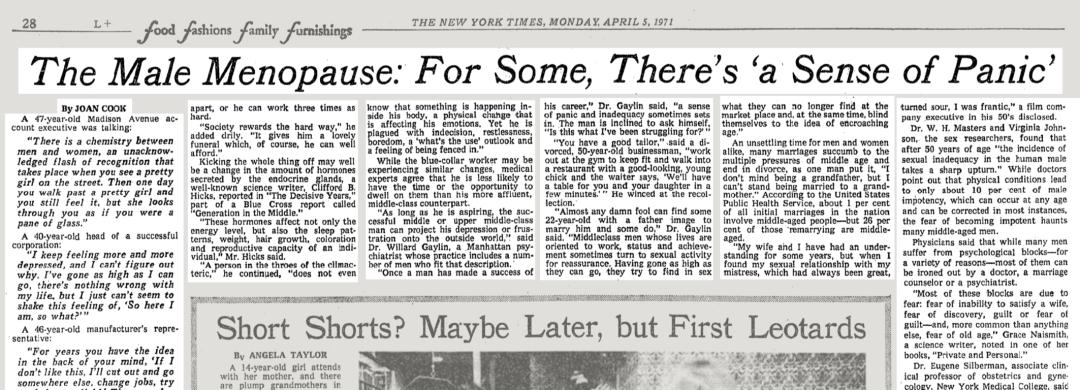 28
L+
food fashions family furnishings
THE NEW YORK TIMES, MONDAY, APRIL 5, 1971
The Male Menopause: For Some, There's 'a Sense of Panic'
By JOAN COOK
A 47-year-old Madison Avenue ac-
count executive was talking:
"There is a chemistry between
men and women, an unacknow-
ledged flash of recognition that
takes place when you see a pretty
girl on the street. Then one day
you walk past a pretty girl and
you still feel it, but she looks
through you as if you were a
pane of glass."
A 40-year-old head of a successful
corporation:
"I keep feeling more and more
depressed, and I can't figure out
why. I've gone as high as I can
go, there's nothing wrong with
my life, but I just can't seem to
shake this feeling of, 'So here I
am, so what?'"
A 46-year-old manufacturer's repre-
sentative:
"For years you have the idea
in the back of your mind, 'If I
don't like this, I'll cut out and go
somewhere else, change jobs, try
apart, or he can work three times as
hard.
"Society rewards the hard way," he
added drily. "It gives him a lovely
funeral which, of course, he can well
afford."
Kicking the whole thing off may well
be a change in the amount of hormones
secreted by the endocrine glands, a
well-known science writer, Clifford B.
Hicks, reported in "The Decisive Years,"
part of a Blue Cross report called
"Generation in the Middle."
"These hormones affect not only the
energy level, but also the sleep pat-
terns, weight, hair growth, coloration
and reproductive capacity of an indi-
vidual," Mr. Hicks said.
"A person in the throes of the climac-
teric," he continued, "does not even
know that something is happening in-
side his body, a physical change that
is affecting his emotions. Yet he is
plagued with indecision, restlessness,
boredom, a 'what's the use' outlook and
a feeling of being fenced in."
While the blue-collar worker may be
experiencing similar changes, medical
experts agree that he is less likely to
have the time or the opportunity to
dwell on them than his more affluent,
middle-class counterpart.
"As long as he is aspiring, the suc-
cessful middle or upper middle-class
man can project his depression or frus-
tration onto the outside world," said
Dr. Willard Gaylin, a Manhattan psy-
chiatrist whose practice includes a num-
ber of men who fit that description.
"Once a man has made a success of
his career," Dr. Gaylin said, "a sense
of panic and inadequacy sometimes sets
in. The man is inclined to ask himself,
"Is this what I've been struggling for?'"
"You have a good tailor," said a di-
vorced, 50-year-old businessman, "work
out at the gym to keep fit and walk into
a restaurant with a good-looking, young
chick and the waiter says, 'We'll have
a table for you and your daughter in a
few minutes.'" He winced at the recol-
lection.
"Almost any damn fool can find some
22-year-old with a father image to
marry him and some do," Dr. Gaylin
said. "Middleclass men whose lives are
oriented to work, status and achieve-
ment sometimes turn to sexual activity
for reassurance. Having gone as high as
they can go, they try to find in sex
what they can no longer find at the
market place and, at the same time, blind
themselves to the idea of encroaching
age."
An unsettling time for men and women
alike, many marriages succumb to the
multiple pressures of middle age and
end in divorce, as one man put it, "I
don't mind being a grandfather, but I
can't stand being married to a grand-
mother." According to the United States
Public Health Service, about 1 per cent
of all initial marriages in the nation
involve middle-aged people—but 26 per
cent of those remarrying are middle-
aged.
"My wife and I have had an under-
standing for some years, but when I
found my sexual relationship with my
mistress, which had always been great,
turned sour, I was frantic," a film com-
pany executive in his 50's disclosed.
Dr. W. H. Masters and Virginia John-
son, the sex researchers, found that
after 50 years of age "the incidence of
sexual inadequacy in the human male
takes a sharp upturn." While doctors
point out that physical conditions lead
to only about 10 per cent of male
impotency, which can occur at any age
and can be corrected in most instances,
the fear of becoming impotent haunts
many middle-aged men.
Physicians said that while many men
suffer from psychological blocks—for
a variety of reasons—most of them can
be ironed out by a doctor, a marriage
counselor or a psychiatrist.
"Most of these blocks are due to
fear: fear of inability to satisfy a wife,
fear of discovery, guilt or fear of
guilt—and, more common than anything
else, fear of old age," Grace Naismith,
a science writer, noted in one of her
books, "Private and Personal."
Dr. Eugene Silberman, associate clin-
ical professor of obstetrics and gyne-
cology, New York Medical College, said
Short Shorts? Maybe Later, but First Leotards
By ANGELA TAYLOR
A 14-year-old girl attends
with her mother, and there
are plump grandmothers in